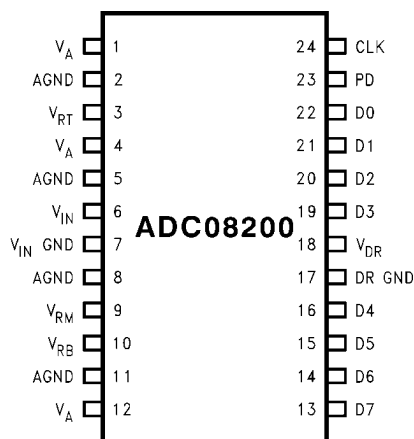 V_A 1 24 CLK
AGND 2 23 PD
V_RT 3 22 D0
V_A 4 21 D1
AGND 5 20 D2
V_IN 6 19 D3
V_IN GND 7 18 V_DR
ADC08200
AGND 8 17 DR GND
V_RM 9 16 D4
V_RB 10 15 D5
AGND 11 14 D6
V_A 12 13 D7